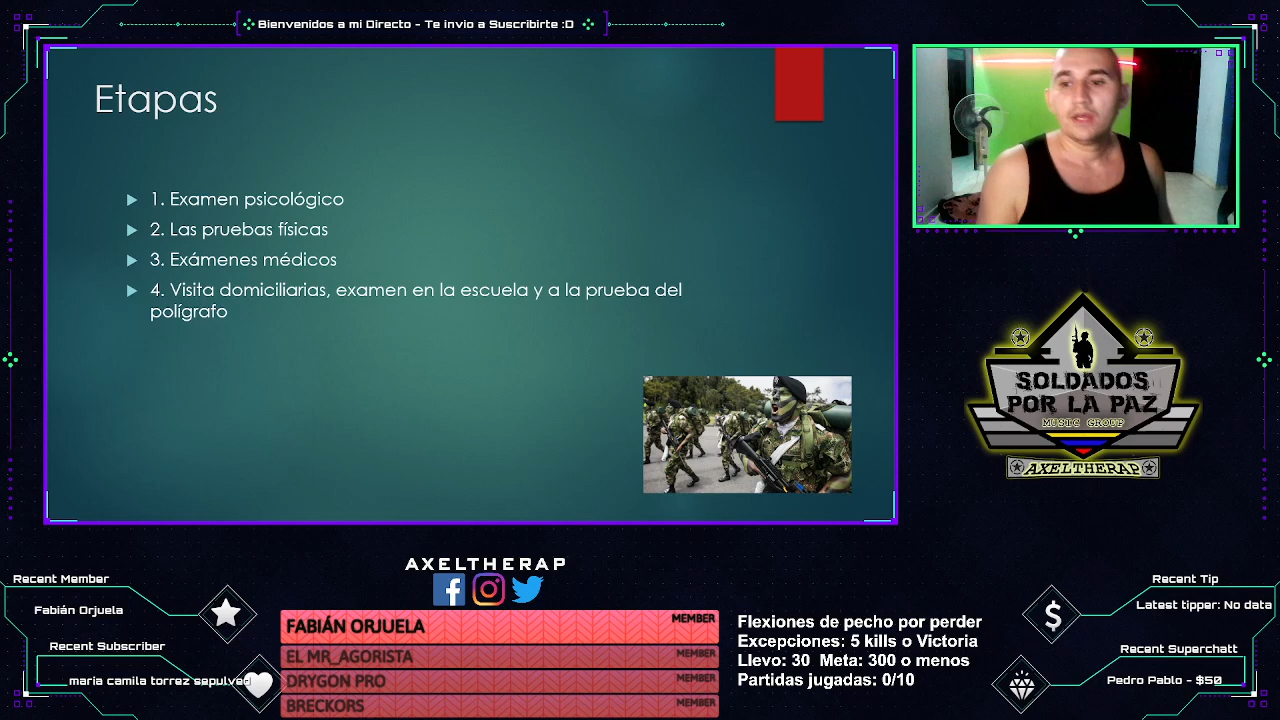 Bienvenidos a mi Directo - Te invio a Suscribirte :D
Etapas
1. Examen psicológico
2. Las pruebas físicas
3. Exámenes médicos
4. Visita domiciliarias, examen en la escuela y a la prueba del
polígrafo
SOLDADOS
POR LA PAZ
MUSIC GROUP
AXELTHERAP
AXELTHERAP
Recent Member
Fabián Orjuela
Recent Subscriber
maria camila torrez sepulved
FABIÁN ORJUELA MEMBER
EL MR_AGORISTA MEMBER
DRYGON PRO MEMBER
BRECKORS MEMBER
Flexiones de pecho por perder
Excepciones: 5 kills o Victoria
Llevo: 30 Meta: 300 o menos
Partidas jugadas: 0/10
Recent Tip
Latest tipper: No data
Recent Superchatt
Pedro Pablo - $50